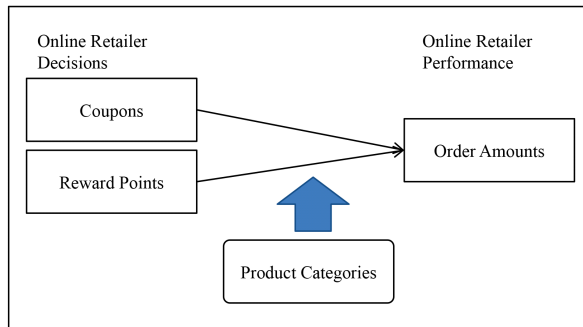 Online Retailer
Decisions
Online Retailer
Performance
Coupons
Order Amounts
Reward Points
Product Categories